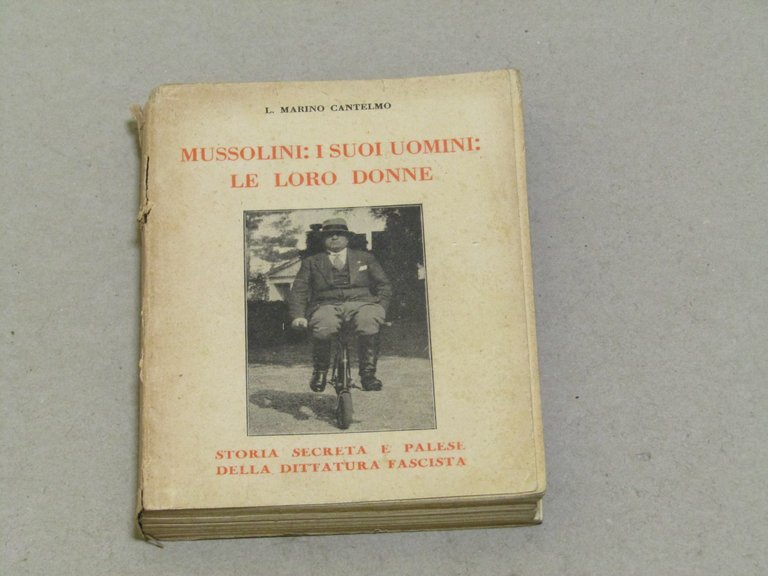 L. MARINO CANTELMO
MUSSOLINI: I SUOI UOMINI:
LE LORO DONNE
STORIA SECRETA E PALESE
DELLA DITTATURA FASCISTA